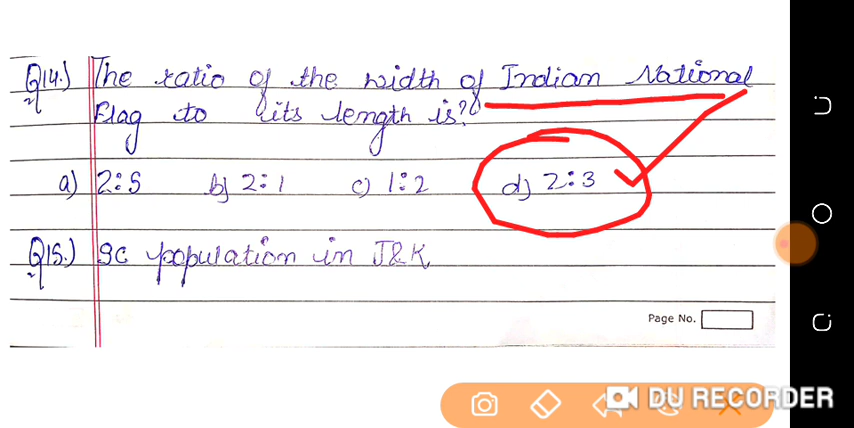 Q14.) The ratio of the width of Indian National
Flag to its length is?
a) 2:5 b) 2:1 c) 1:2 d) 2:3
Q15.) SC population in J&K
Page No.
DU RECORDER